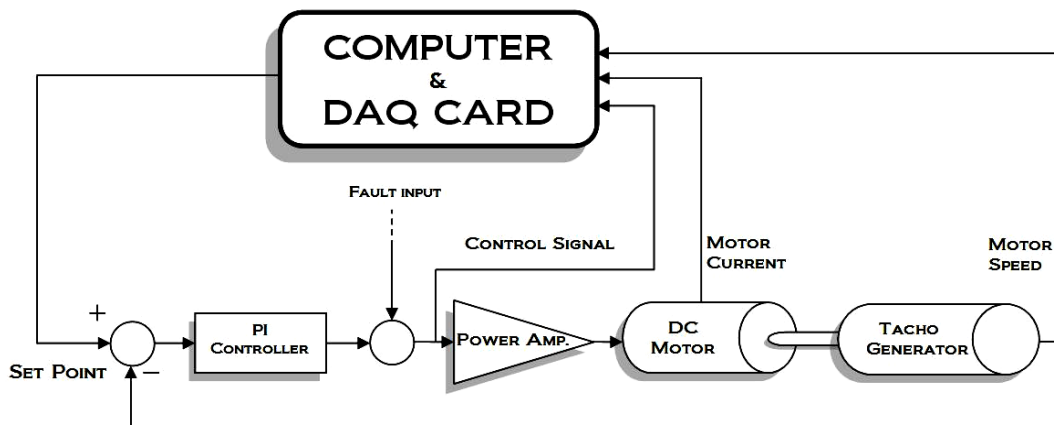 COMPUTER
&
DAQ CARD
FAULT INPUT
CONTROL SIGNAL
MOTOR
CURRENT
MOTOR
SPEED
+
PI
CONTROLLER
POWER AMP.
DC
MOTOR
TACHO
GENERATOR
SET POINT
−